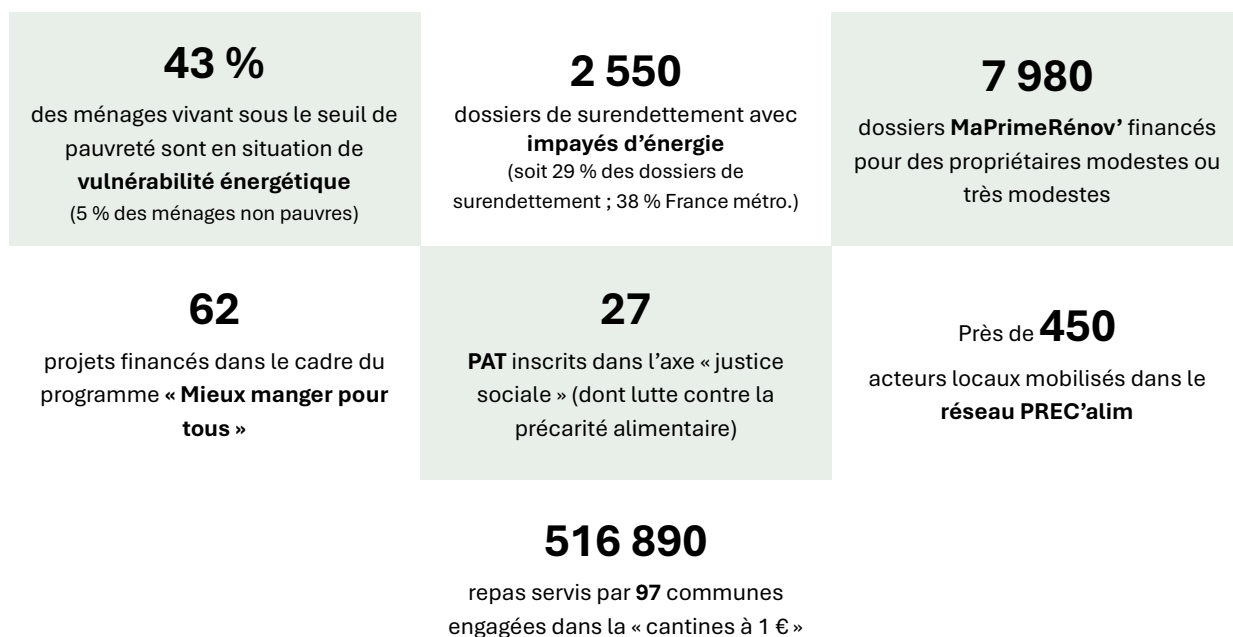 43 %
des ménages vivant sous le seuil de
pauvreté sont en situation de
vulnérabilité énergétique
(5 % des ménages non pauvres)
2 550
dossiers de surendettement avec
impayés d’énergie
(soit 29 % des dossiers de
surendettement ; 38 % France métro.)
7 980
dossiers MaPrimeRénov’ financés
pour des propriétaires modestes ou
très modestes
62
projets financés dans le cadre du
programme « Mieux manger pour
tous »
27
PAT inscrits dans l’axe « justice
sociale » (dont lutte contre la
précarité alimentaire)
Près de 450
acteurs locaux mobilisés dans le
réseau PREC’alim
516 890
repas servis par 97 communes
engagées dans la « cantines à 1 € »